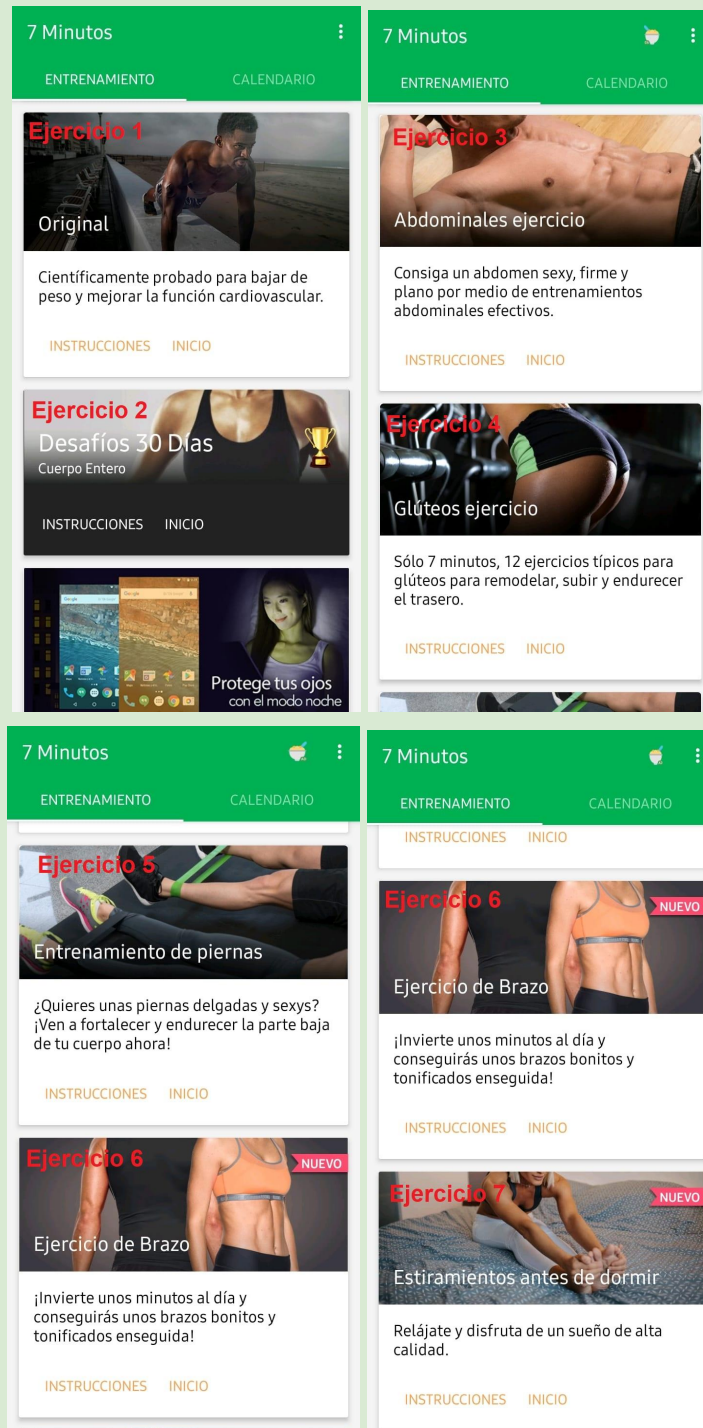 7 Minutos
ENTRENAMIENTO CALENDARIO
Ejercicio 1
Original
Científicamente probado para bajar de
peso y mejorar la función cardiovascular.
INSTRUCCIONES INICIO
Ejercicio 2
Desafíos 30 Días
Cuerpo Entero
INSTRUCCIONES INICIO
Protege tus ojos
con el modo noche
7 Minutos
ENTRENAMIENTO CALENDARIO
Ejercicio 3
Abdominales ejercicio
Consiga un abdomen sexy, firme y
plano por medio de entrenamientos
abdominales efectivos.
INSTRUCCIONES INICIO
Ejercicio 4
Glúteos ejercicio
Sólo 7 minutos, 12 ejercicios típicos para
glúteos para remodelar, subir y endurecer
el trasero.
INSTRUCCIONES INICIO
7 Minutos
ENTRENAMIENTO CALENDARIO
Ejercicio 5
Entrenamiento de piernas
¿Quieres unas piernas delgadas y sexys?
¡Ven a fortalecer y endurecer la parte baja
de tu cuerpo ahora!
INSTRUCCIONES INICIO
Ejercicio 6
NUEVO
Ejercicio de Brazo
¡Invierte unos minutos al día y
conseguirás unos brazos bonitos y
tonificados enseguida!
INSTRUCCIONES INICIO
7 Minutos
ENTRENAMIENTO CALENDARIO
INSTRUCCIONES INICIO
Ejercicio 6
NUEVO
Ejercicio de Brazo
¡Invierte unos minutos al día y
conseguirás unos brazos bonitos y
tonificados enseguida!
INSTRUCCIONES INICIO
Ejercicio 7
NUEVO
Estiramientos antes de dormir
Relájate y disfruta de un sueño de alta
calidad.
INSTRUCCIONES INICIO